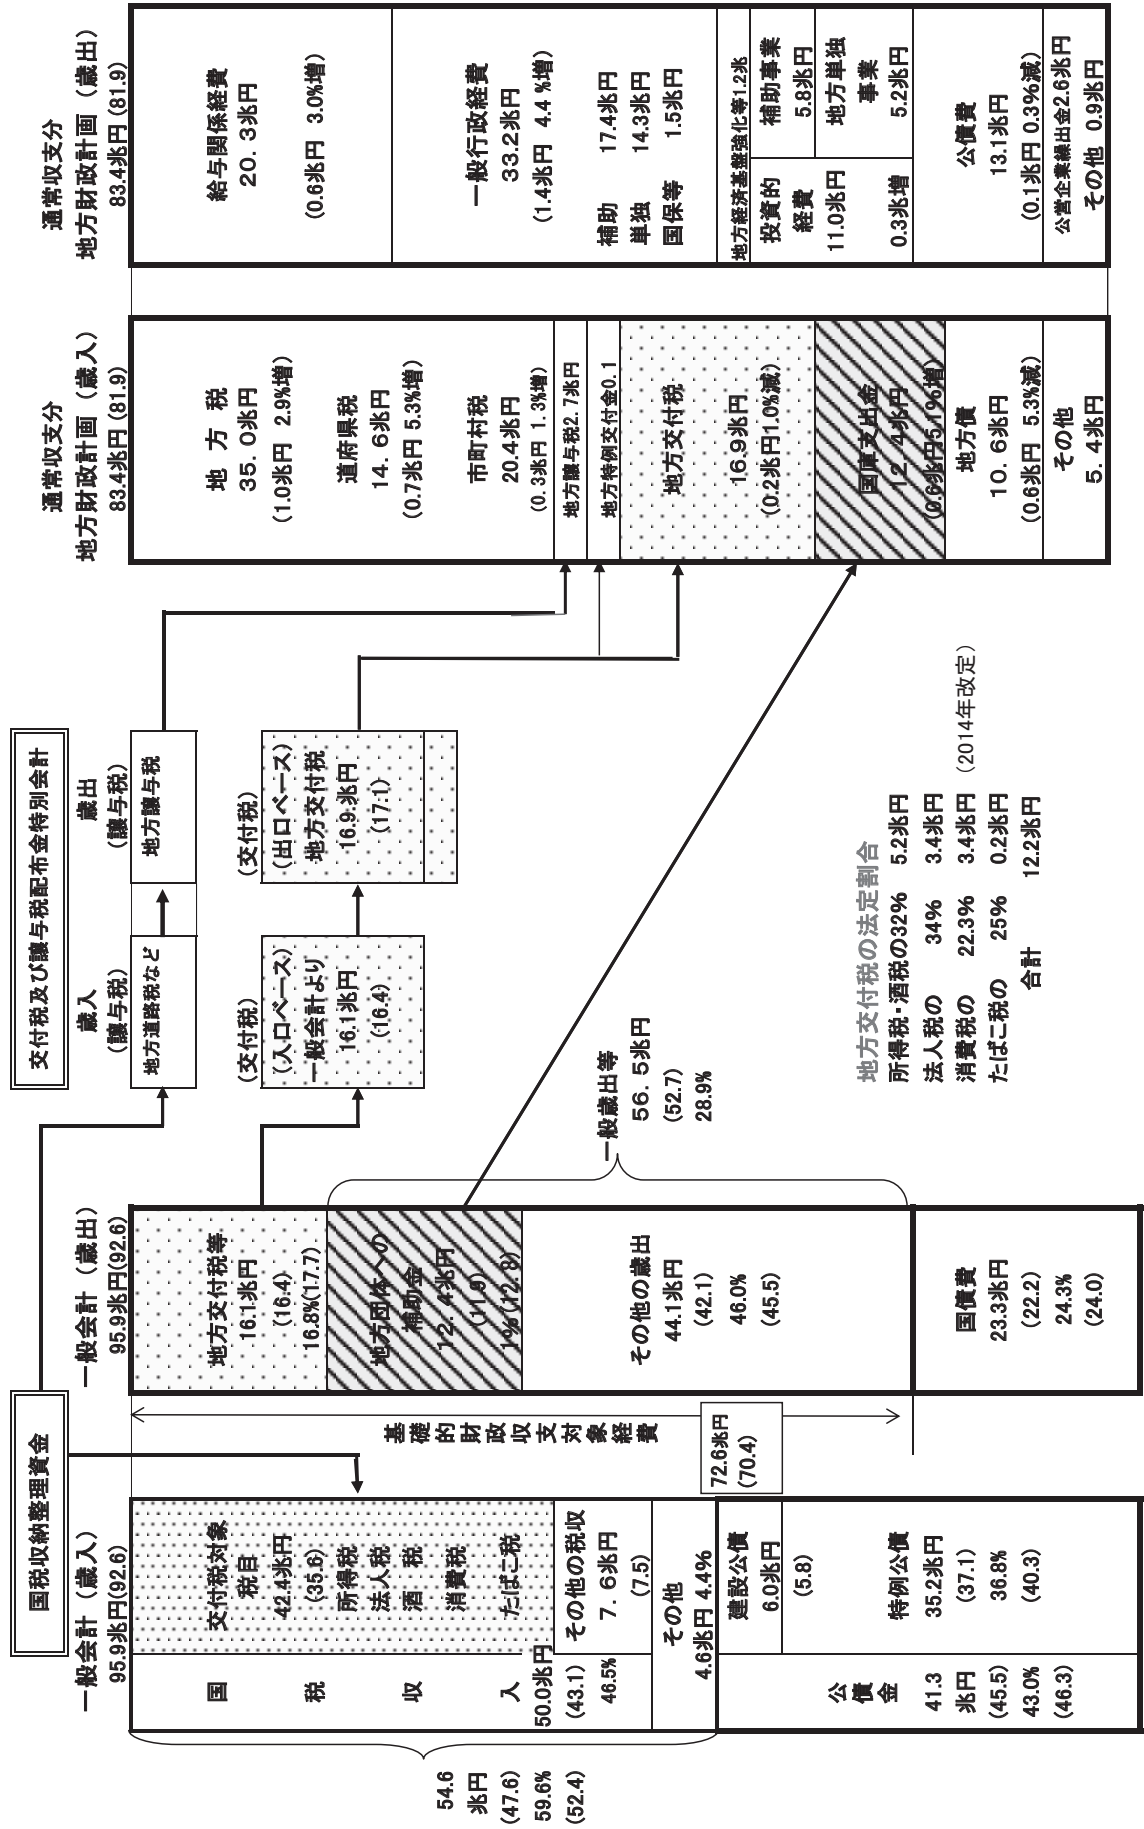 国税収納整理資金
交付税及び譲与税配布金特別会計
一般会計（歳入）
95.9兆円(92.6)
国
税
収
入
50.0兆円
(43.1)
46.5%
交付税対象
税目
42.4兆円
(35.6)
所得税
法人税
酒 税
消費税
たばこ税
その他の税収
7．6兆円
(7.5)
その他
4.6兆円 4.4%
公
債
金
41.3
兆円
(45.5)
43.0%
(46.3)
建設公債
6.0兆円
(5.8)
特例公債
35.2兆円
(37.1)
36.8%
(40.3)
54.6
兆円
(47.6)
59.6%
(52.4)
基礎的財政収支対象経費
72.6兆円
(70.4)
一般会計（歳出）
95.9兆円(92.6)
地方交付税等
16.1兆円
(16.4)
16.8%(17.7)
地方団体への
補助金
12．4兆円
(11.9)
1%(12.8)
その他の歳出
44.1兆円
(42.1)
46.0%
(45.5)
国債費
23.3兆円
(22.2)
24.3%
(24.0)
一般歳出等
56．5兆円
(52.7)
28.9%
歳入
(譲与税)
地方道路税など
(交付税)
(入口ベース)
一般会計より
16.1兆円
(16.4)
歳出
(譲与税)
地方譲与税
(交付税)
(出口ベース)
地方交付税
16.9兆円
(17.1)
地方交付税の法定割合
所得税・酒税の32% 5.2兆円
法人税の 34% 3.4兆円
消費税の 22.3% 3.4兆円 （2014年改定）
たばこ税の 25% 0.2兆円
合計 12.2兆円
通常収支分
地方財政計画（歳入）
83.4兆円 (81.9)
地 方 税
35．0兆円
(1.0兆円 2.9%増)
道府県税
14．6兆円
(0.7兆円 5.3%増)
市町村税
20.4兆円
(0.3兆円 1.3%増)
地方譲与税2.7兆円
地方特例交付金0.1
地方交付税
16.9兆円
(0.2兆円1.0%減)
国庫支出金
12．4兆円
(0.6兆円5.1%増)
地方債
10．6兆円
(0.6兆円 5.3%減)
その他
5．4兆円
通常収支分
地方財政計画（歳出）
83.4兆円 (81.9)
給与関係経費
20．3兆円
(0.6兆円 3.0%増)
一般行政経費
33.2兆円
(1.4兆円 4.4 %増)
補助 17.4兆円
単独 14.3兆円
国保等 1.5兆円
地方経済基盤強化等1.2兆
投資的
経費
11.0兆円
0.3兆増
補助事業
5.8兆円
地方単独
事業
5.2兆円
公債費
13.1兆円
(0.1兆円 0.3%減)
公営企業繰出金2.6兆円
その他 0.9兆円